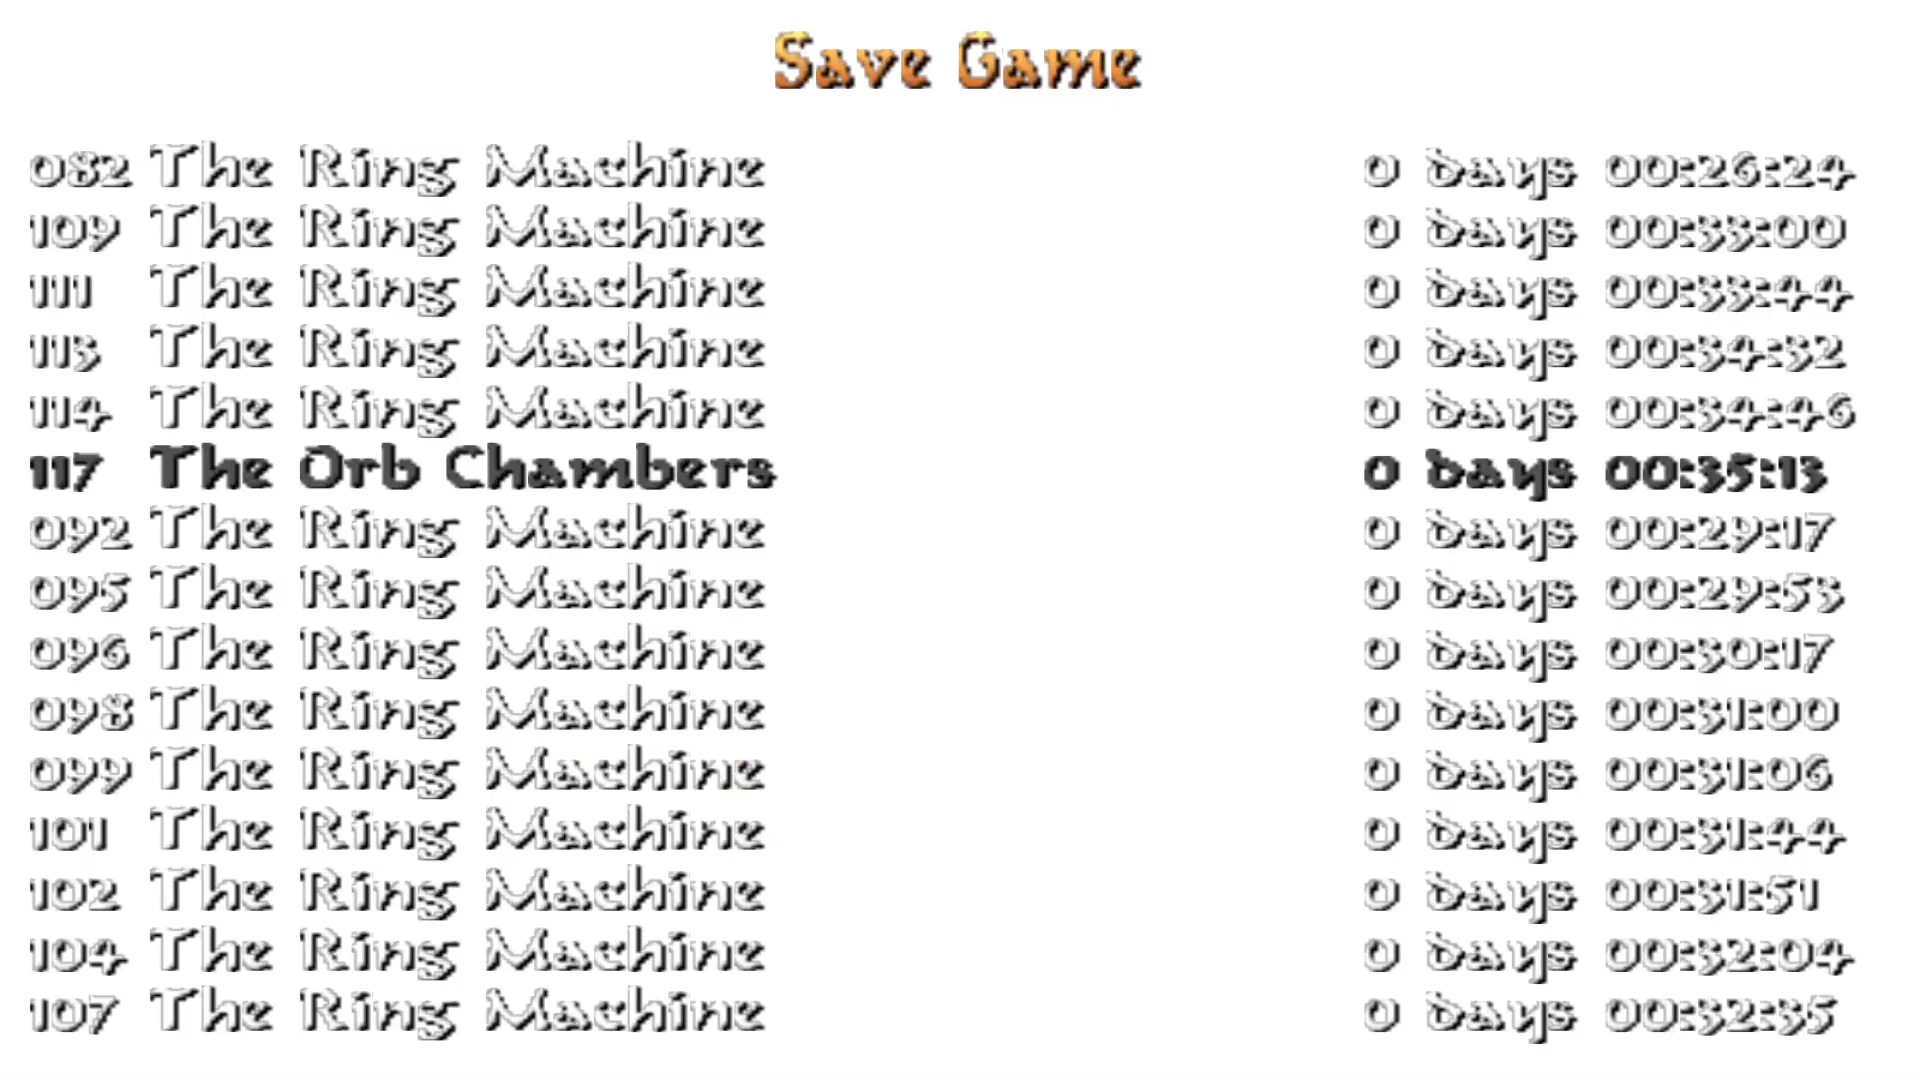 Save Game
082 The Ring Machine 0 days 00:26:24
109 The Ring Machine 0 days 00:33:00
111 The Ring Machine 0 days 00:33:44
113 The Ring Machine 0 days 00:34:32
114 The Ring Machine 0 days 00:34:46
117 The Orb Chambers 0 days 00:35:13
092 The Ring Machine 0 days 00:29:17
095 The Ring Machine 0 days 00:29:53
096 The Ring Machine 0 days 00:30:17
098 The Ring Machine 0 days 00:31:00
099 The Ring Machine 0 days 00:31:06
101 The Ring Machine 0 days 00:31:44
102 The Ring Machine 0 days 00:31:51
104 The Ring Machine 0 days 00:32:04
107 The Ring Machine 0 days 00:32:35